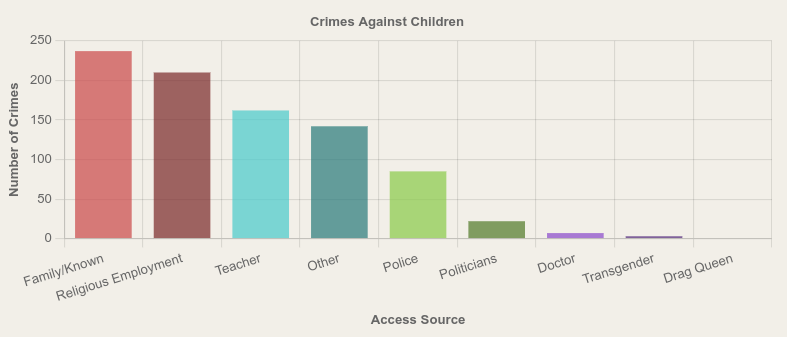 Crimes Against Children
Number of Crimes
250
200
150
100
50
0
Family/Known
Religious Employment
Teacher
Other
Police
Politicians
Doctor
Transgender
Drag Queen
Access Source